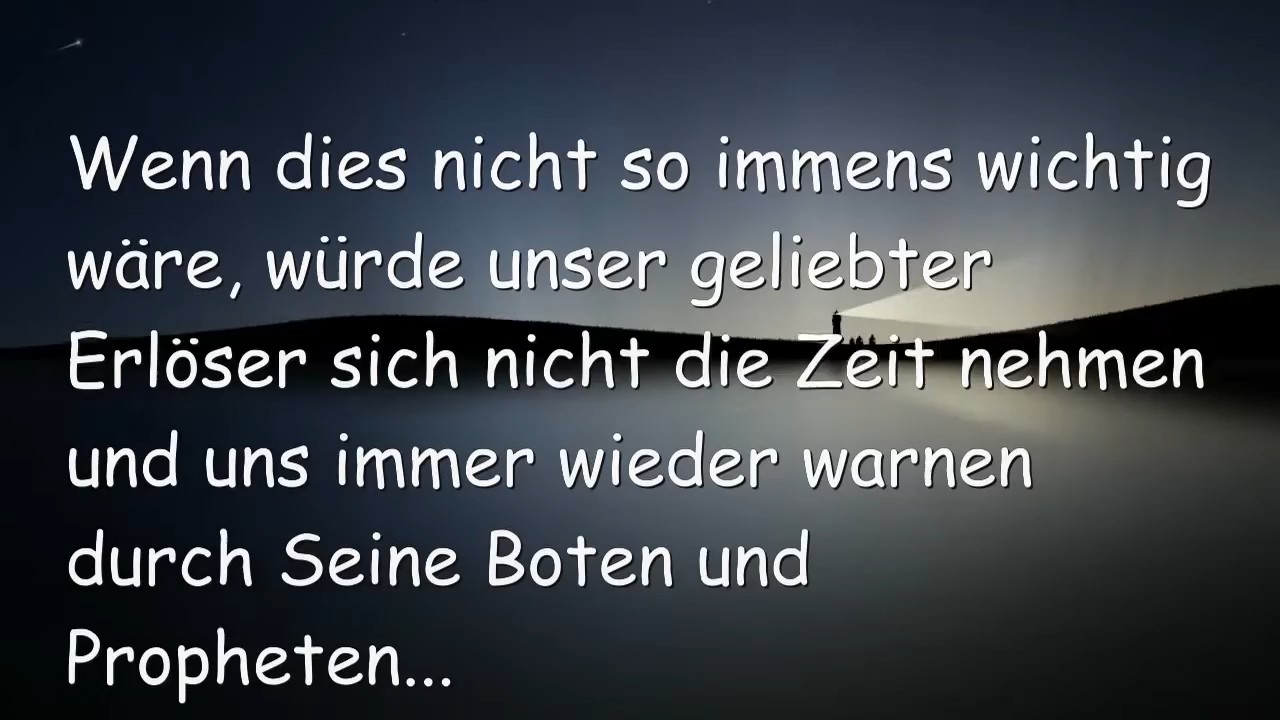 Wenn dies nicht so immens wichtig
wäre, würde unser geliebter
Erlöser sich nicht die Zeit nehmen
und uns immer wieder warnen
durch Seine Boten und
Propheten...